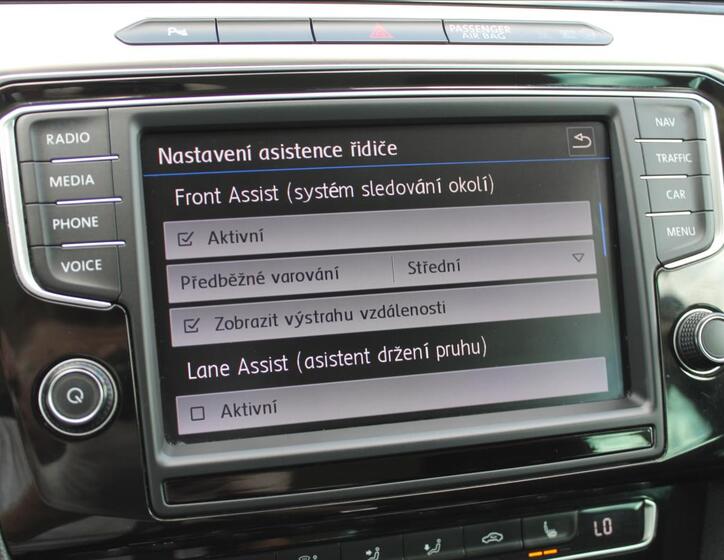 PASSENGER
AIR BAG
RADIO
MEDIA
PHONE
VOICE
Nastavení asistence řidiče
Front Assist (systém sledování okolí)
Aktivní
Předběžné varování Střední
Zobrazit výstrahu vzdálenosti
Lane Assist (asistent držení pruhu)
Aktivní
NAV
TRAFFIC
CAR
MENU
LO